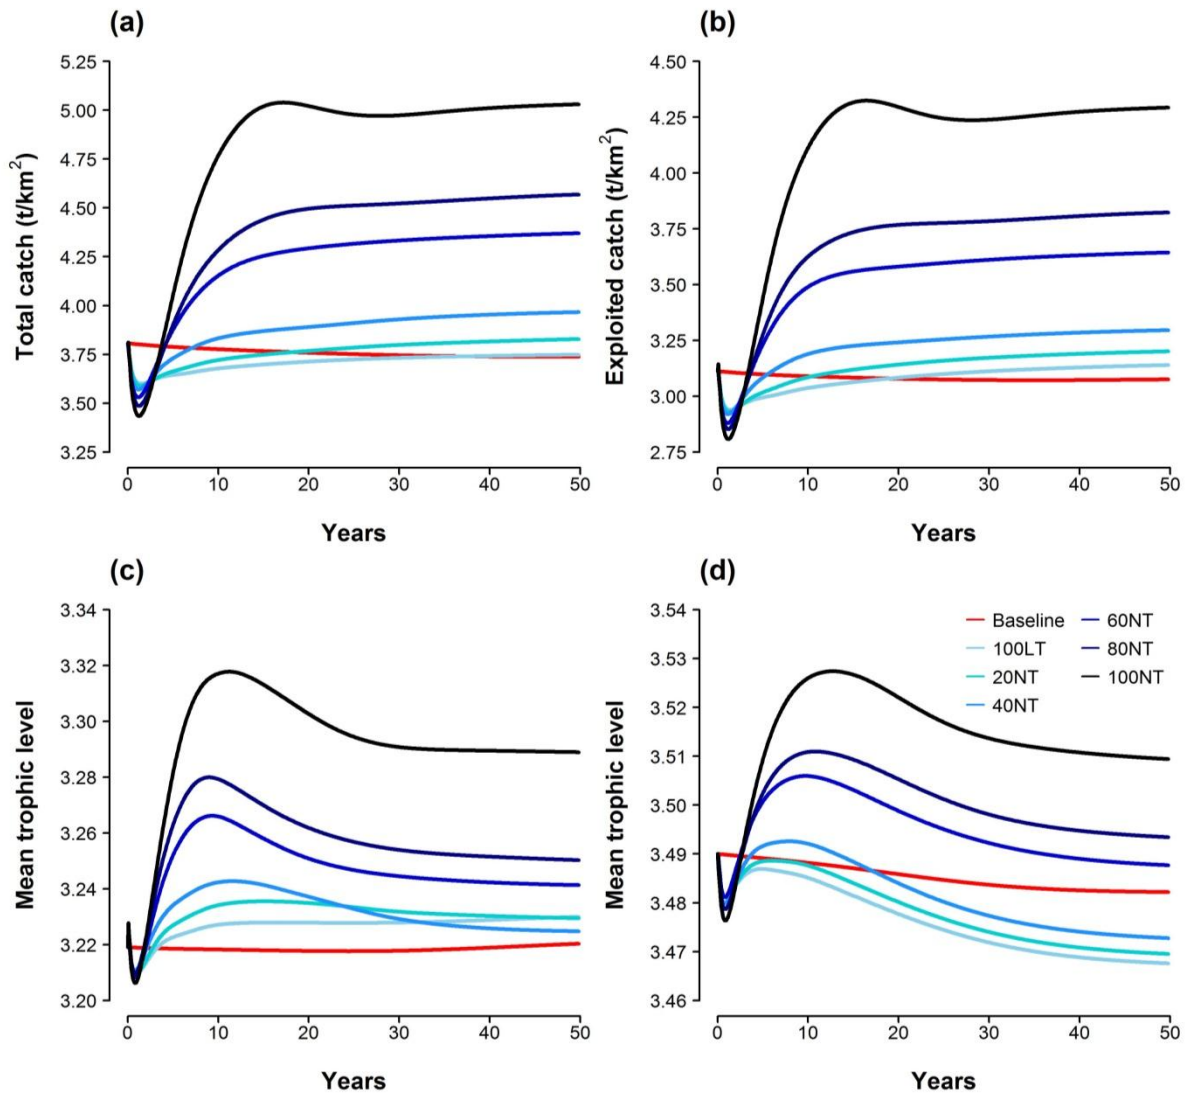 (a)
Total catch (t/km²)
5.25
5.00
4.75
4.50
4.25
4.00
3.75
3.50
3.25
0 10 20 30 40 50
Years
(b)
Exploited catch (t/km²)
4.50
4.25
4.00
3.75
3.50
3.25
3.00
2.75
0 10 20 30 40 50
Years
(c)
Mean trophic level
3.34
3.32
3.30
3.28
3.26
3.24
3.22
3.20
0 10 20 30 40 50
Years
(d)
Mean trophic level
3.54
3.53
3.52
3.51
3.50
3.49
3.48
3.47
3.46
Baseline 60NT
100LT 80NT
20NT 100NT
40NT
0 10 20 30 40 50
Years